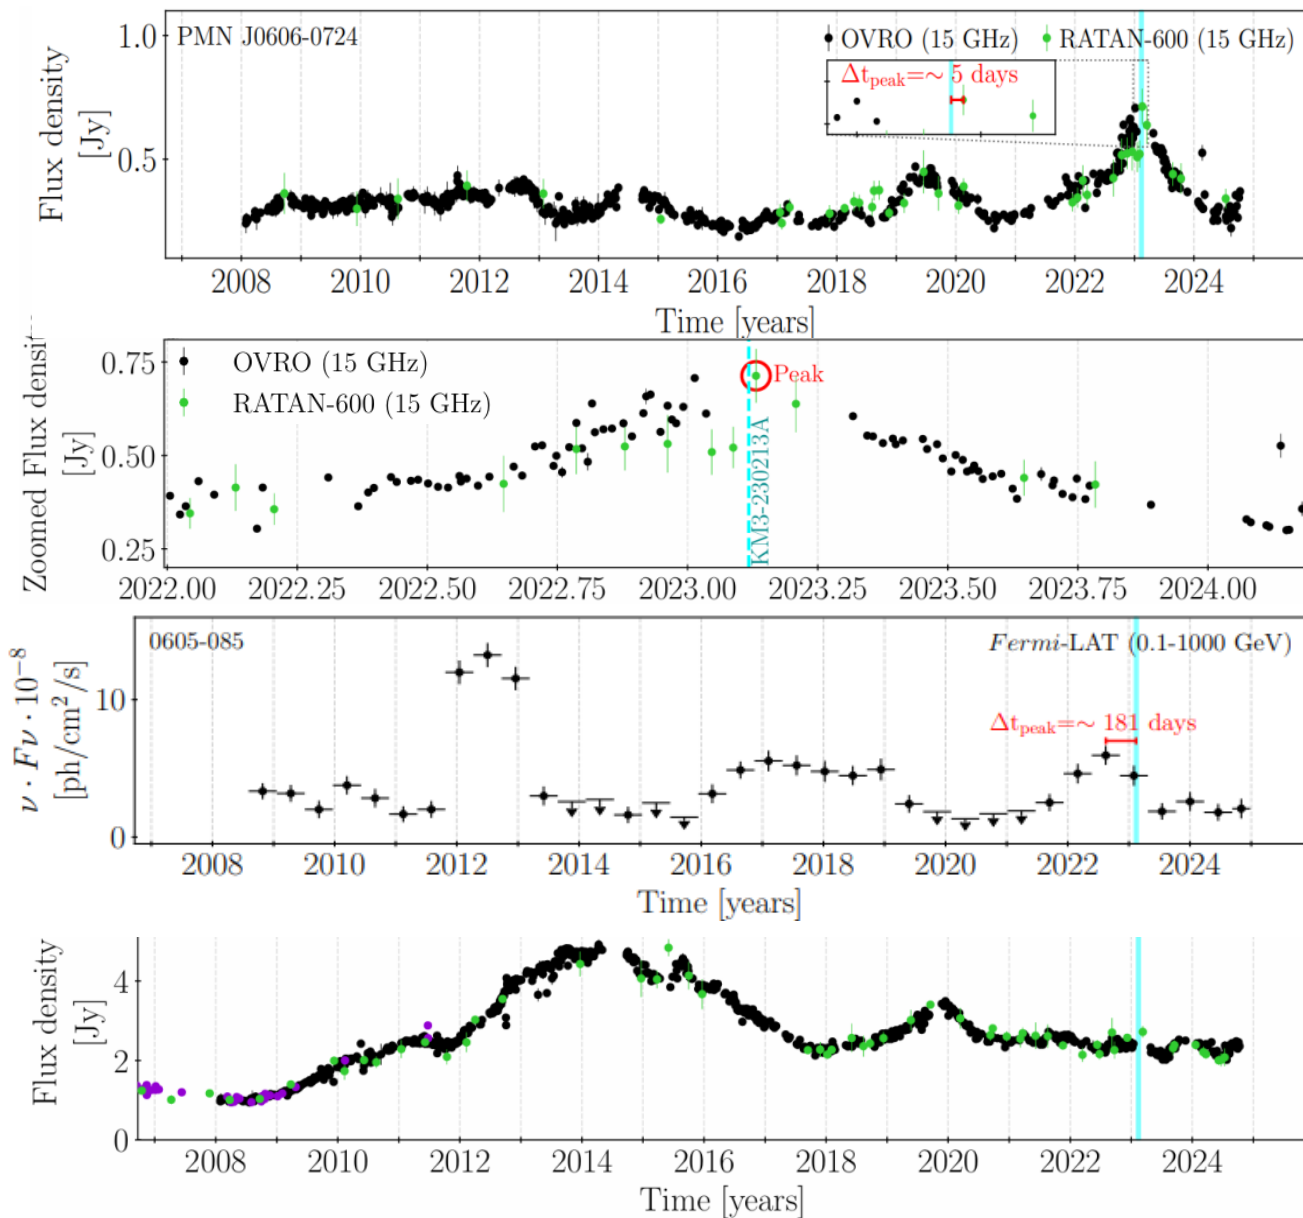 PMN J0606-0724
OVRO (15 GHz) RATAN-600 (15 GHz)
Δt_peak=∼ 5 days
Flux density
[Jy]
1.0
0.5
2008 2010 2012 2014 2016 2018 2020 2022 2024
Time [years]
OVRO (15 GHz)
RATAN-600 (15 GHz)
Peak
KM3-230213A
Zoomed Flux densit
[Jy]
0.75
0.50
0.25
2022.00 2022.25 2022.50 2022.75 2023.00 2023.25 2023.50 2023.75 2024.00
0605-085
Fermi-LAT (0.1-1000 GeV)
Δt_peak=∼ 181 days
ν · Fν · 10⁻⁸
[ph/cm²/s]
10
0
2008 2010 2012 2014 2016 2018 2020 2022 2024
Time [years]
Flux density
[Jy]
4
2
0
2008 2010 2012 2014 2016 2018 2020 2022 2024
Time [years]